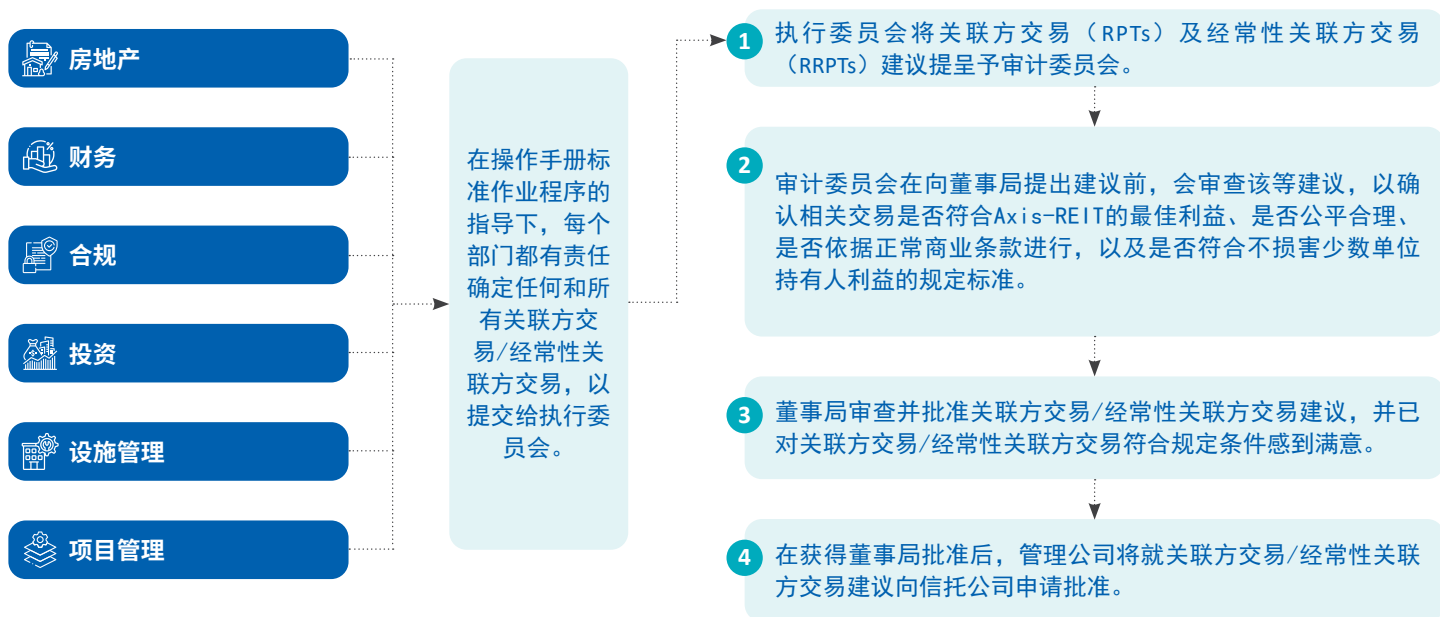 房地产
财务
合规
投资
设施管理
项目管理
在操作手册标
准作业程序的
指导下，每个
部门都有责任
确定任何和所
有关联方交
易/经常性关
联方交易，以
提交给执行委
员会。
1
执行委员会将关联方交易（RPTs）及经常性关联方交易
（RRPTs）建议提呈予审计委员会。
2
审计委员会在向董事局提出建议前，会审查该等建议，以确
认相关交易是否符合Axis-REIT的最佳利益、是否公平合理、
是否依据正常商业条款进行，以及是否符合不损害少数单位
持有人利益的规定标准。
3
董事局审查并批准关联方交易/经常性关联方交易建议，并已
对关联方交易/经常性关联方交易符合规定条件感到满意。
4
在获得董事局批准后，管理公司将就关联方交易/经常性关联
方交易建议向信托公司申请批准。